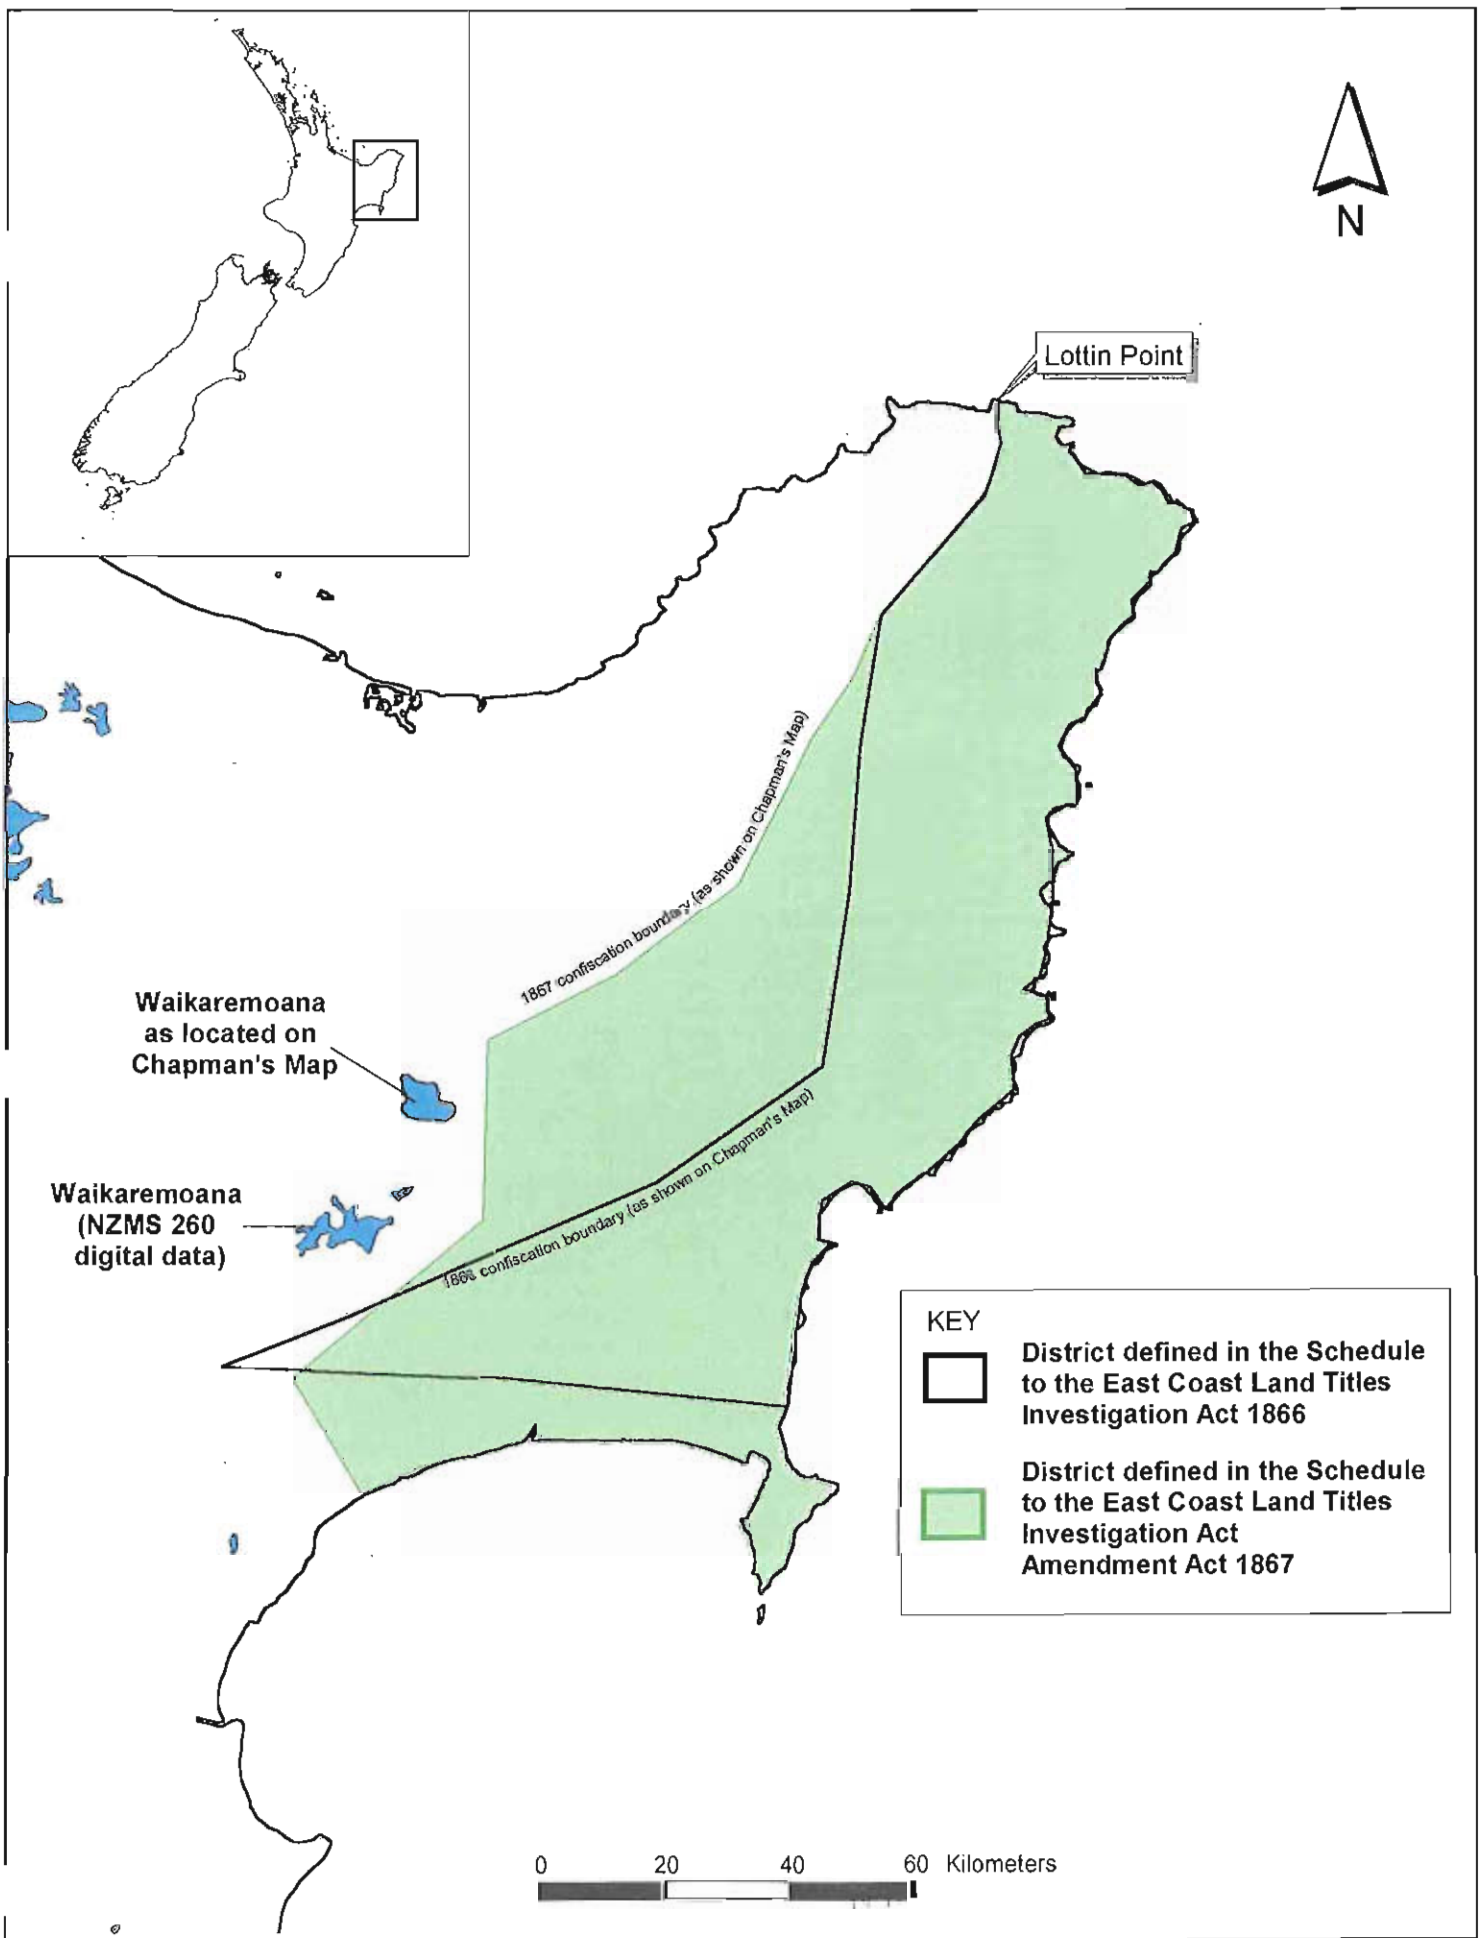 N
Lottin Point
1867 confiscation boundary (as shown on Chapman's Map)
Waikaremoana
as located on
Chapman's Map
Waikaremoana
(NZMS 260
digital data)
1866 confiscation boundary (as shown on Chapman's Map)
KEY
District defined in the Schedule
to the East Coast Land Titles
Investigation Act 1866
District defined in the Schedule
to the East Coast Land Titles
Investigation Act
Amendment Act 1867
0 20 40 60 Kilometers